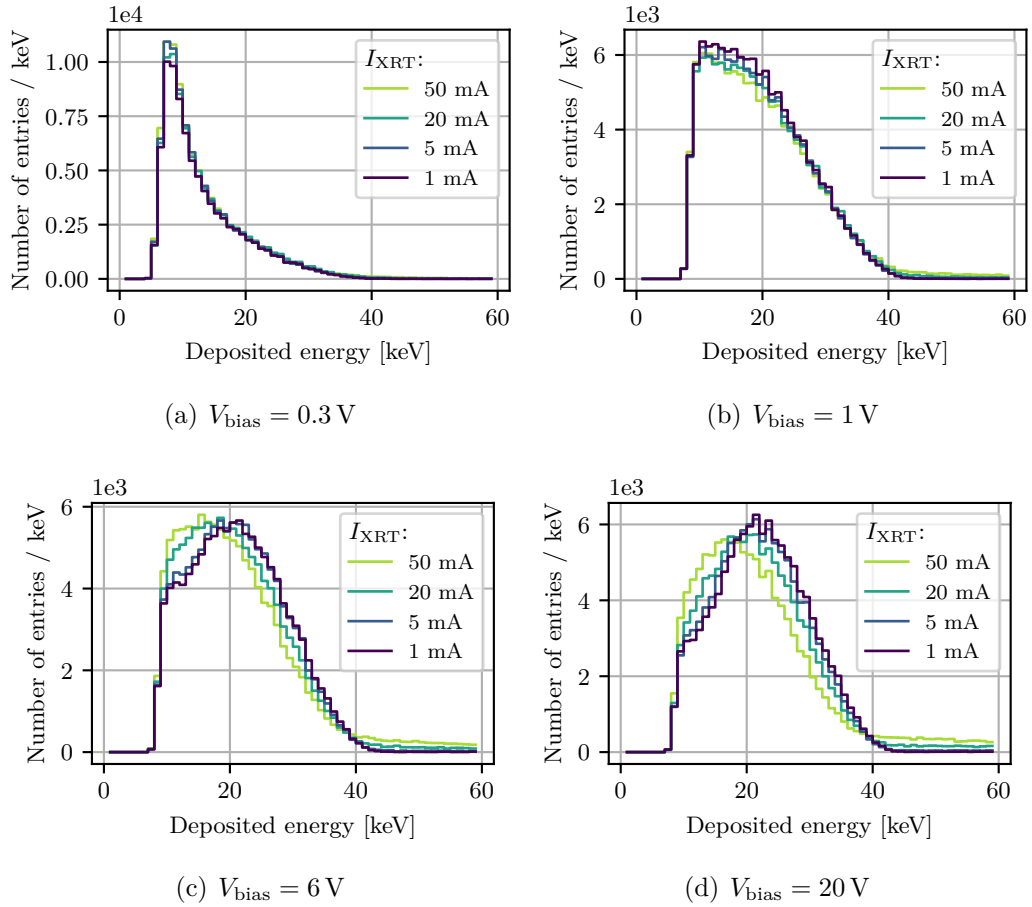 1e4
Number of entries / keV
1.00
0.75
0.50
0.25
0.00
I_XRT:
50 mA
20 mA
5 mA
1 mA
0 20 40 60
Deposited energy [keV]
(a) V_bias = 0.3 V
1e3
Number of entries / keV
6
4
2
0
I_XRT:
50 mA
20 mA
5 mA
1 mA
0 20 40 60
Deposited energy [keV]
(b) V_bias = 1 V
1e3
Number of entries / keV
6
4
2
0
I_XRT:
50 mA
20 mA
5 mA
1 mA
0 20 40 60
Deposited energy [keV]
(c) V_bias = 6 V
1e3
Number of entries / keV
6
4
2
0
I_XRT:
50 mA
20 mA
5 mA
1 mA
0 20 40 60
Deposited energy [keV]
(d) V_bias = 20 V